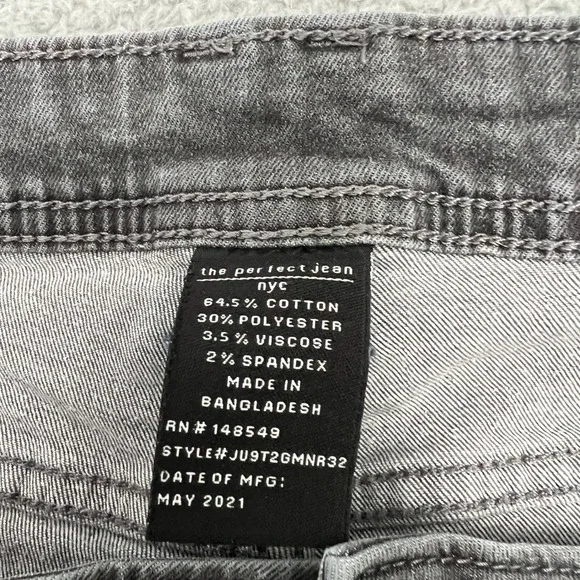 the perfect jean
nyc
64.5% COTTON
30% POLYESTER
3.5% VISCOSE
2% SPANDEX
MADE IN
BANGLADESH
RN# 148549
STYLE#JU9T2GMNR32
DATE OF MFG:
MAY 2021